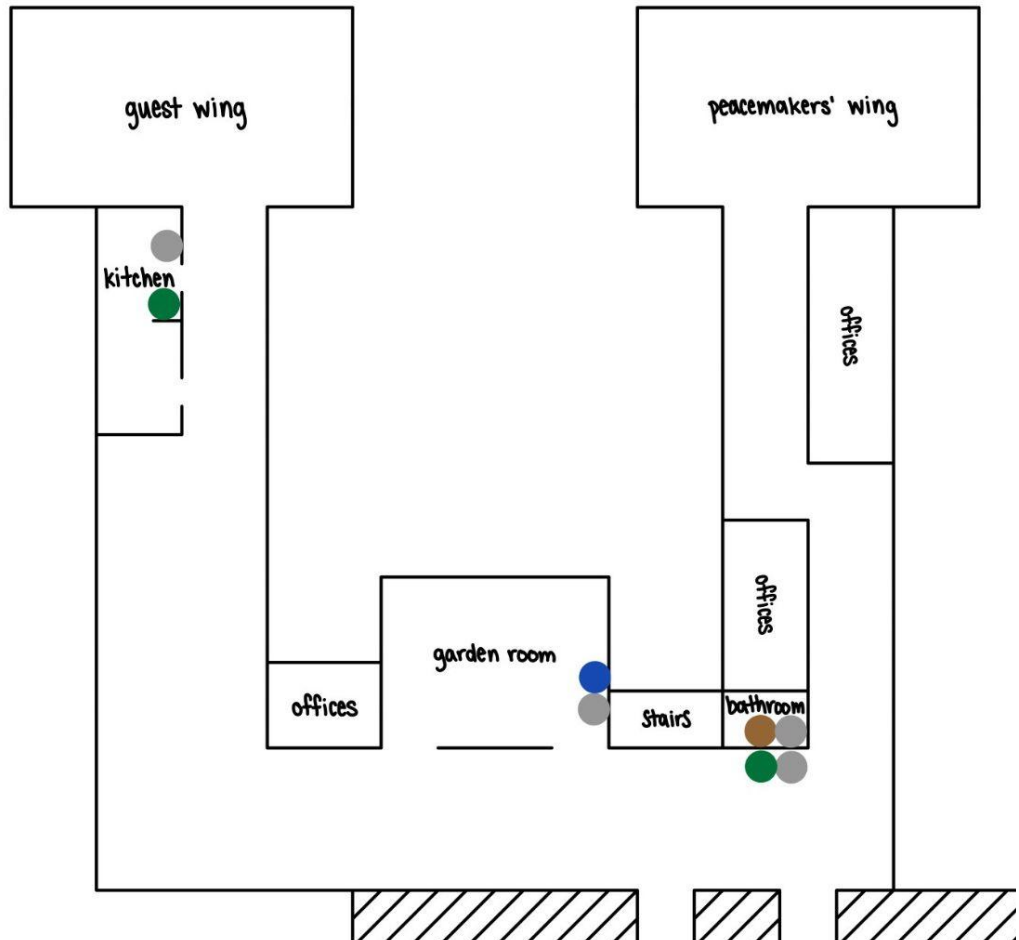 guest wing
peacemakers' wing
kitchen
offices
offices
garden room
offices
stairs
bathroom